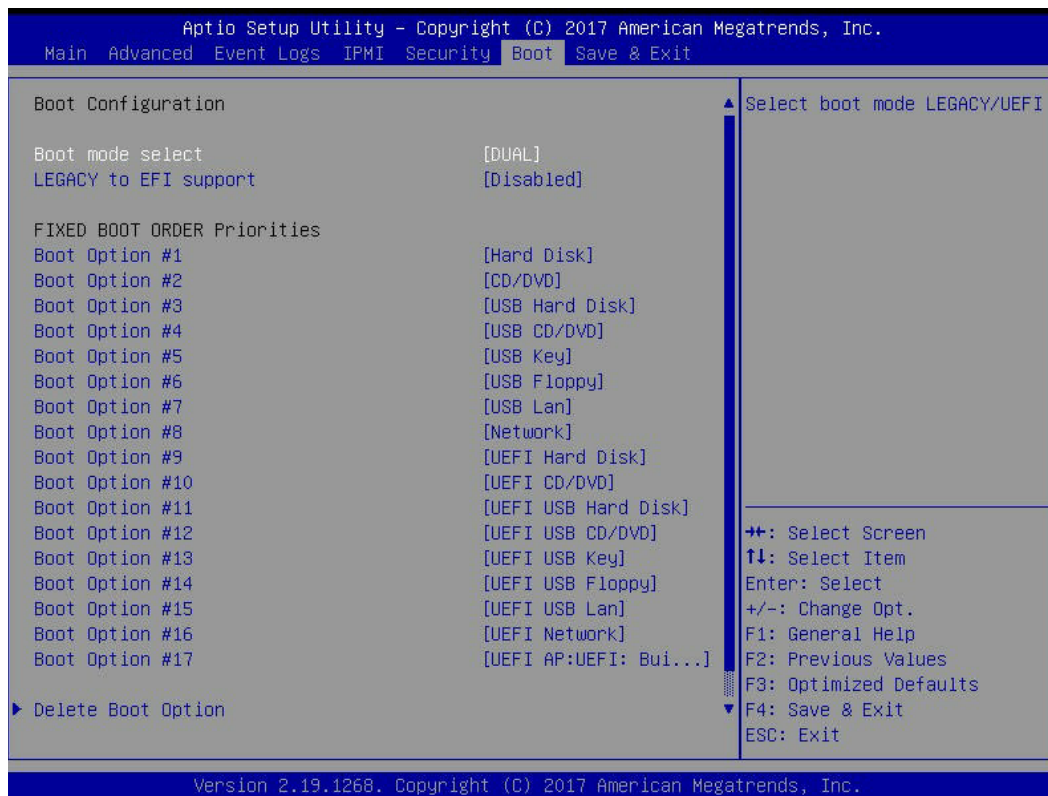 Aptio Setup Utility – Copyright (C) 2017 American Megatrends, Inc.
Main Advanced Event Logs IPMI Security Boot Save & Exit
Boot Configuration
Boot mode select [DUAL]
LEGACY to EFI support [Disabled]
FIXED BOOT ORDER Priorities
Boot Option #1 [Hard Disk]
Boot Option #2 [CD/DVD]
Boot Option #3 [USB Hard Disk]
Boot Option #4 [USB CD/DVD]
Boot Option #5 [USB Key]
Boot Option #6 [USB Floppy]
Boot Option #7 [USB Lan]
Boot Option #8 [Network]
Boot Option #9 [UEFI Hard Disk]
Boot Option #10 [UEFI CD/DVD]
Boot Option #11 [UEFI USB Hard Disk]
Boot Option #12 [UEFI USB CD/DVD]
Boot Option #13 [UEFI USB Key]
Boot Option #14 [UEFI USB Floppy]
Boot Option #15 [UEFI USB Lan]
Boot Option #16 [UEFI Network]
Boot Option #17 [UEFI AP:UEFI: Bui...]
▶ Delete Boot Option
Select boot mode LEGACY/UEFI
→←: Select Screen
↑↓: Select Item
Enter: Select
+/-: Change Opt.
F1: General Help
F2: Previous Values
F3: Optimized Defaults
F4: Save & Exit
ESC: Exit
Version 2.19.1268. Copyright (C) 2017 American Megatrends, Inc.